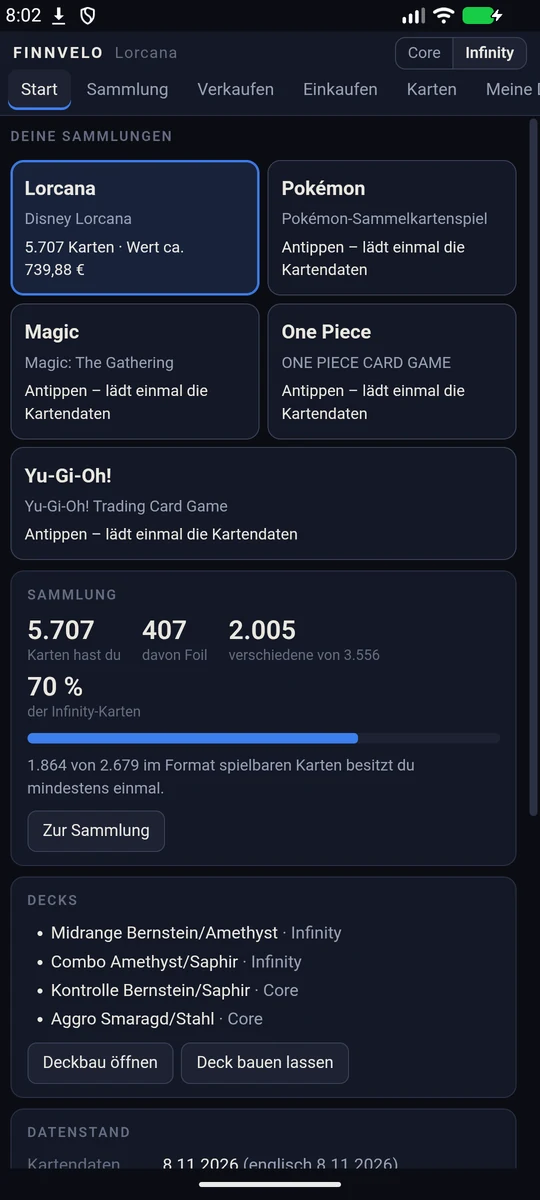 8:02
FINNVELO Lorcana
Core Infinity
Start Sammlung Verkaufen Einkaufen Karten Meine
DEINE SAMMLUNGEN
Lorcana
Disney Lorcana
5.707 Karten · Wert ca.
739,88 €
Pokémon
Pokémon-Sammelkartenspiel
Antippen – lädt einmal die
Kartendaten
Magic
Magic: The Gathering
Antippen – lädt einmal die
Kartendaten
One Piece
ONE PIECE CARD GAME
Antippen – lädt einmal die
Kartendaten
Yu-Gi-Oh!
Yu-Gi-Oh! Trading Card Game
Antippen – lädt einmal die Kartendaten
SAMMLUNG
5.707 407 2.005
Karten hast du davon Foil verschiedene von 3.556
70 %
der Infinity-Karten
1.864 von 2.679 im Format spielbaren Karten besitzt du
mindestens einmal.
Zur Sammlung
DECKS
• Midrange Bernstein/Amethyst · Infinity
• Combo Amethyst/Saphir · Infinity
• Kontrolle Bernstein/Saphir · Core
• Aggro Smaragd/Stahl · Core
Deckbau öffnen Deck bauen lassen
DATENSTAND
Kartendaten 8.11.2026 (englisch 8.11.2026)